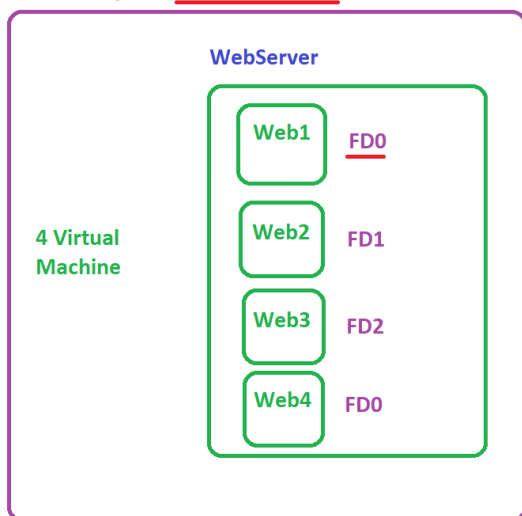 WebServer
Web1
FD0
Web2
FD1
4 Virtual
Machine
Web3
FD2
Web4
FD0